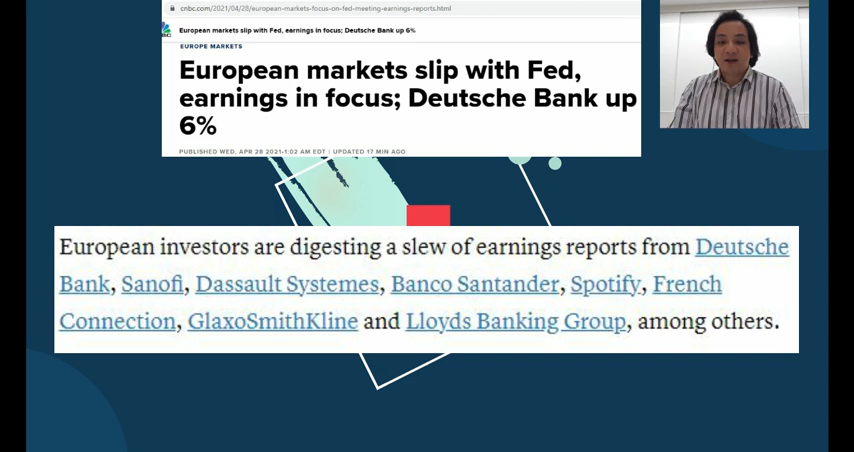 cnbc.com/2021/04/28/european-markets-focus-on-fed-meeting-earnings-reports.html
European markets slip with Fed, earnings in focus; Deutsche Bank up 6%
EUROPE MARKETS
European markets slip with Fed,
earnings in focus; Deutsche Bank up
6%
PUBLISHED WED, APR 28 2021•1:02 AM EDT | UPDATED 17 MIN AGO
European investors are digesting a slew of earnings reports from Deutsche
Bank, Sanofi, Dassault Systemes, Banco Santander, Spotify, French
Connection, GlaxoSmithKline and Lloyds Banking Group, among others.